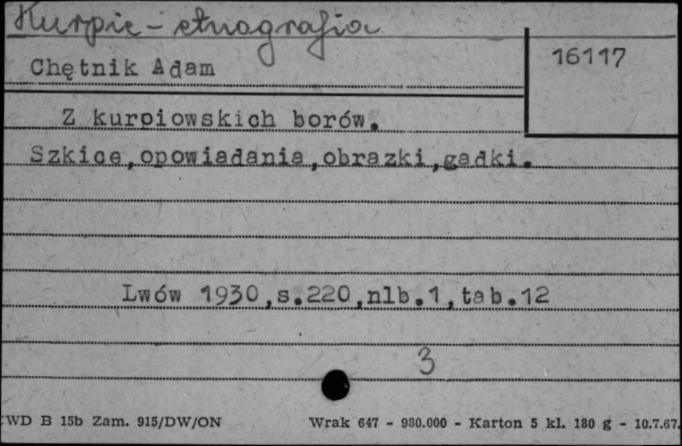 Kurpie - etnografia
Chętnik Adam
16117
Z kurpiowskich borów.
Szkice,opowiadania,obrazki,gadki.
Lwów 1930,s.220,nlb.1,tab.12
3
WD B 15b Zam. 915/DW/ON
Wrak 647 - 980.000 - Karton 5 kl. 180 g - 10.7.67.